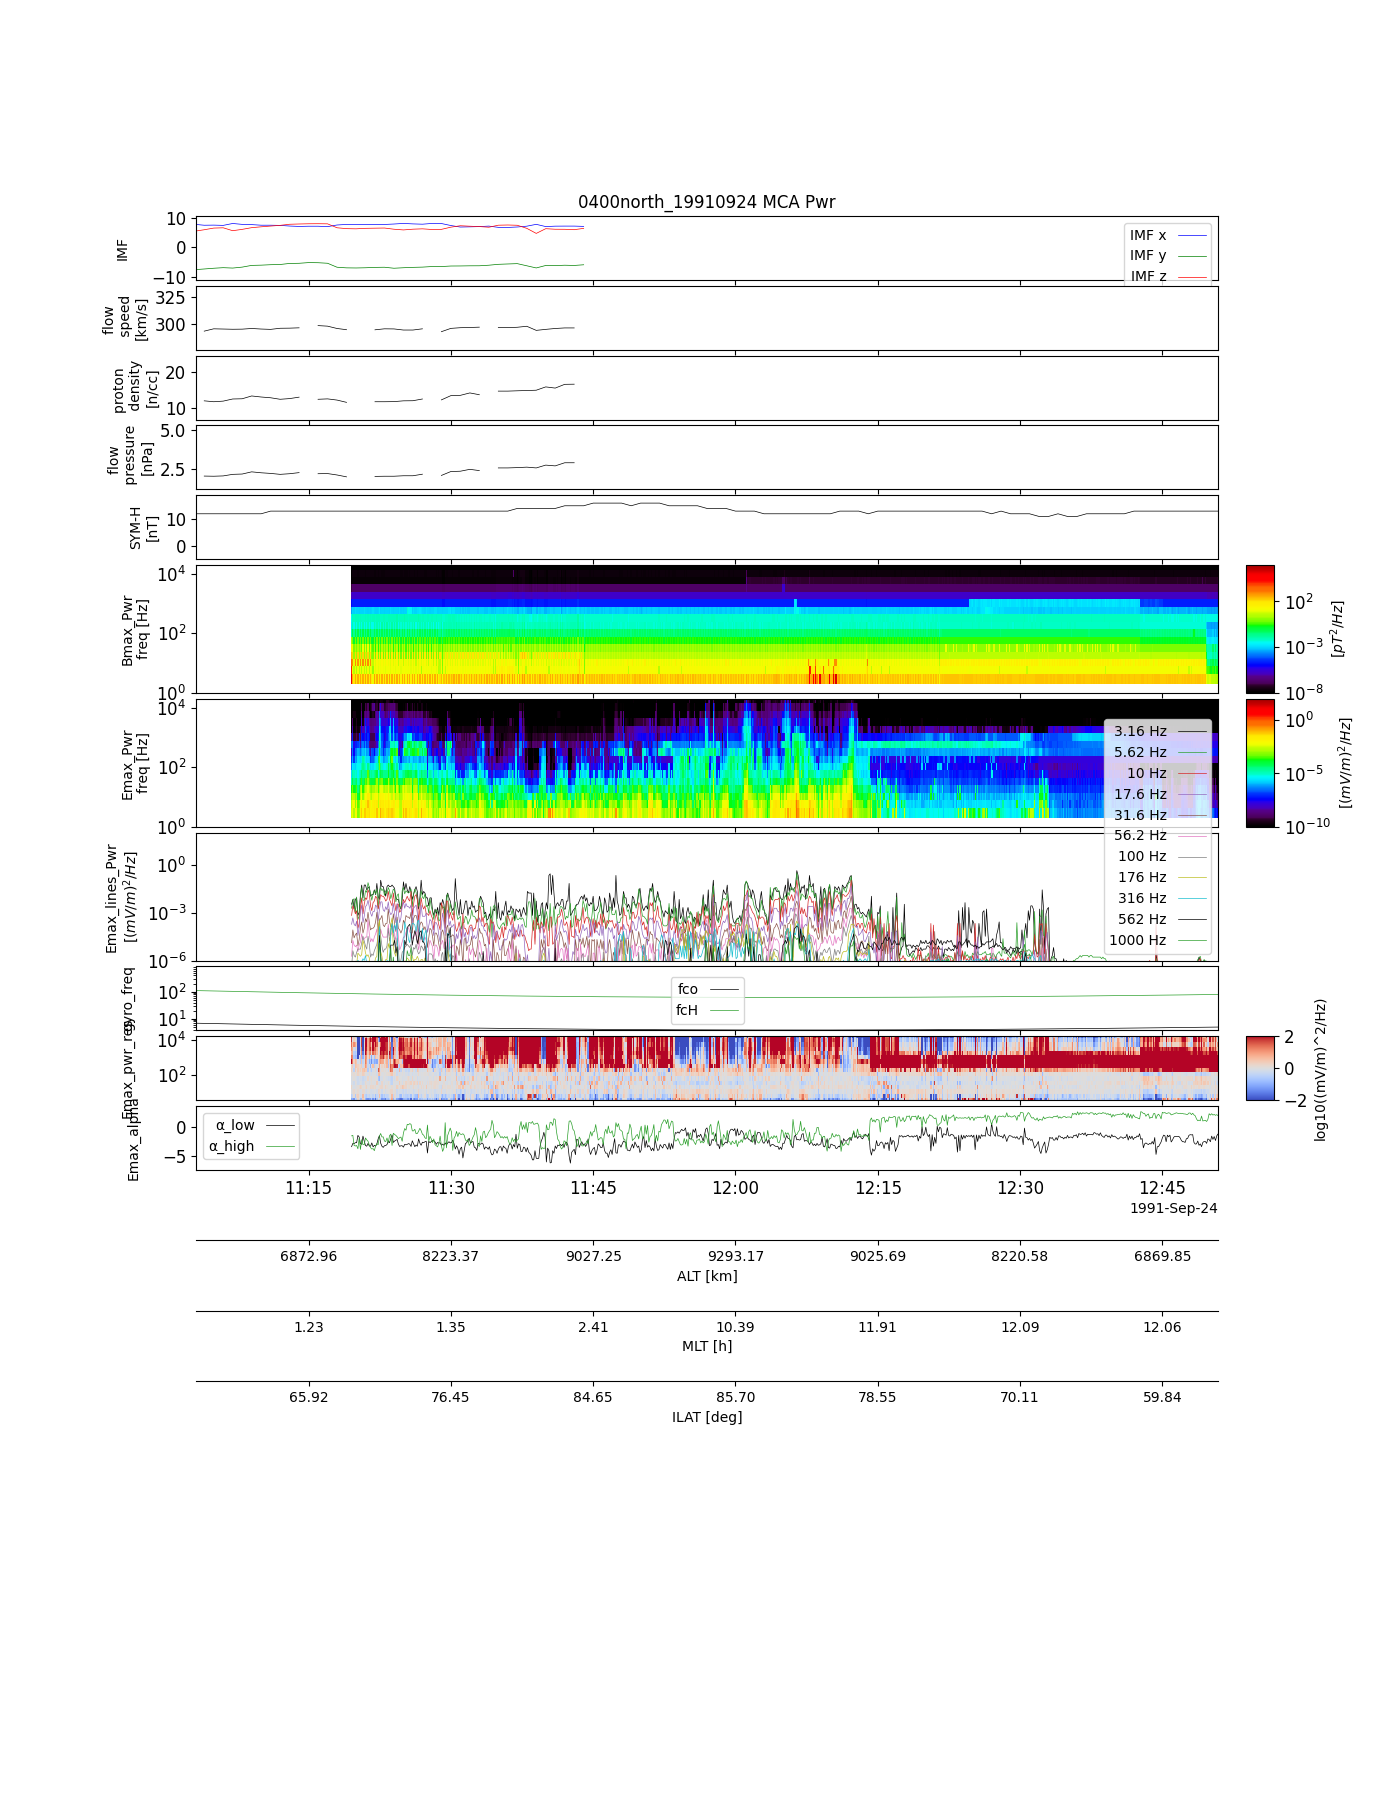 0400north_19910924 MCA Pwr
IMF
10
0
−10
IMF x
IMF y
IMF z
flow
speed
[km/s]
325
300
proton
density
[n/cc]
20
10
flow
pressure
[nPa]
5.0
2.5
SYM-H
[nT]
10
0
Bmax_Pwr
freq [Hz]
10^4
10^2
10^0
10^2
10^−3
10^−8
[pT^2/Hz]
Emax_Pwr
freq [Hz]
10^4
10^2
10^0
10^0
10^−5
10^−10
[(mV/m)^2/Hz]
3.16 Hz
5.62 Hz
10 Hz
17.6 Hz
31.6 Hz
56.2 Hz
100 Hz
176 Hz
316 Hz
562 Hz
1000 Hz
Emax_lines_Pwr
[(mV/m)^2/Hz]
10^0
10^−3
10^−6
gyro_freq
10^2
10^1
fco
fcH
Emax_pwr_res
10^4
10^2
2
0
−2
log10((mV/m)^2/Hz)
Emax_alpha
0
−5
α_low
α_high
11:15 11:30 11:45 12:00 12:15 12:30 12:45
1991-Sep-24
6872.96 8223.37 9027.25 9293.17 9025.69 8220.58 6869.85
ALT [km]
1.23 1.35 2.41 10.39 11.91 12.09 12.06
MLT [h]
65.92 76.45 84.65 85.70 78.55 70.11 59.84
ILAT [deg]